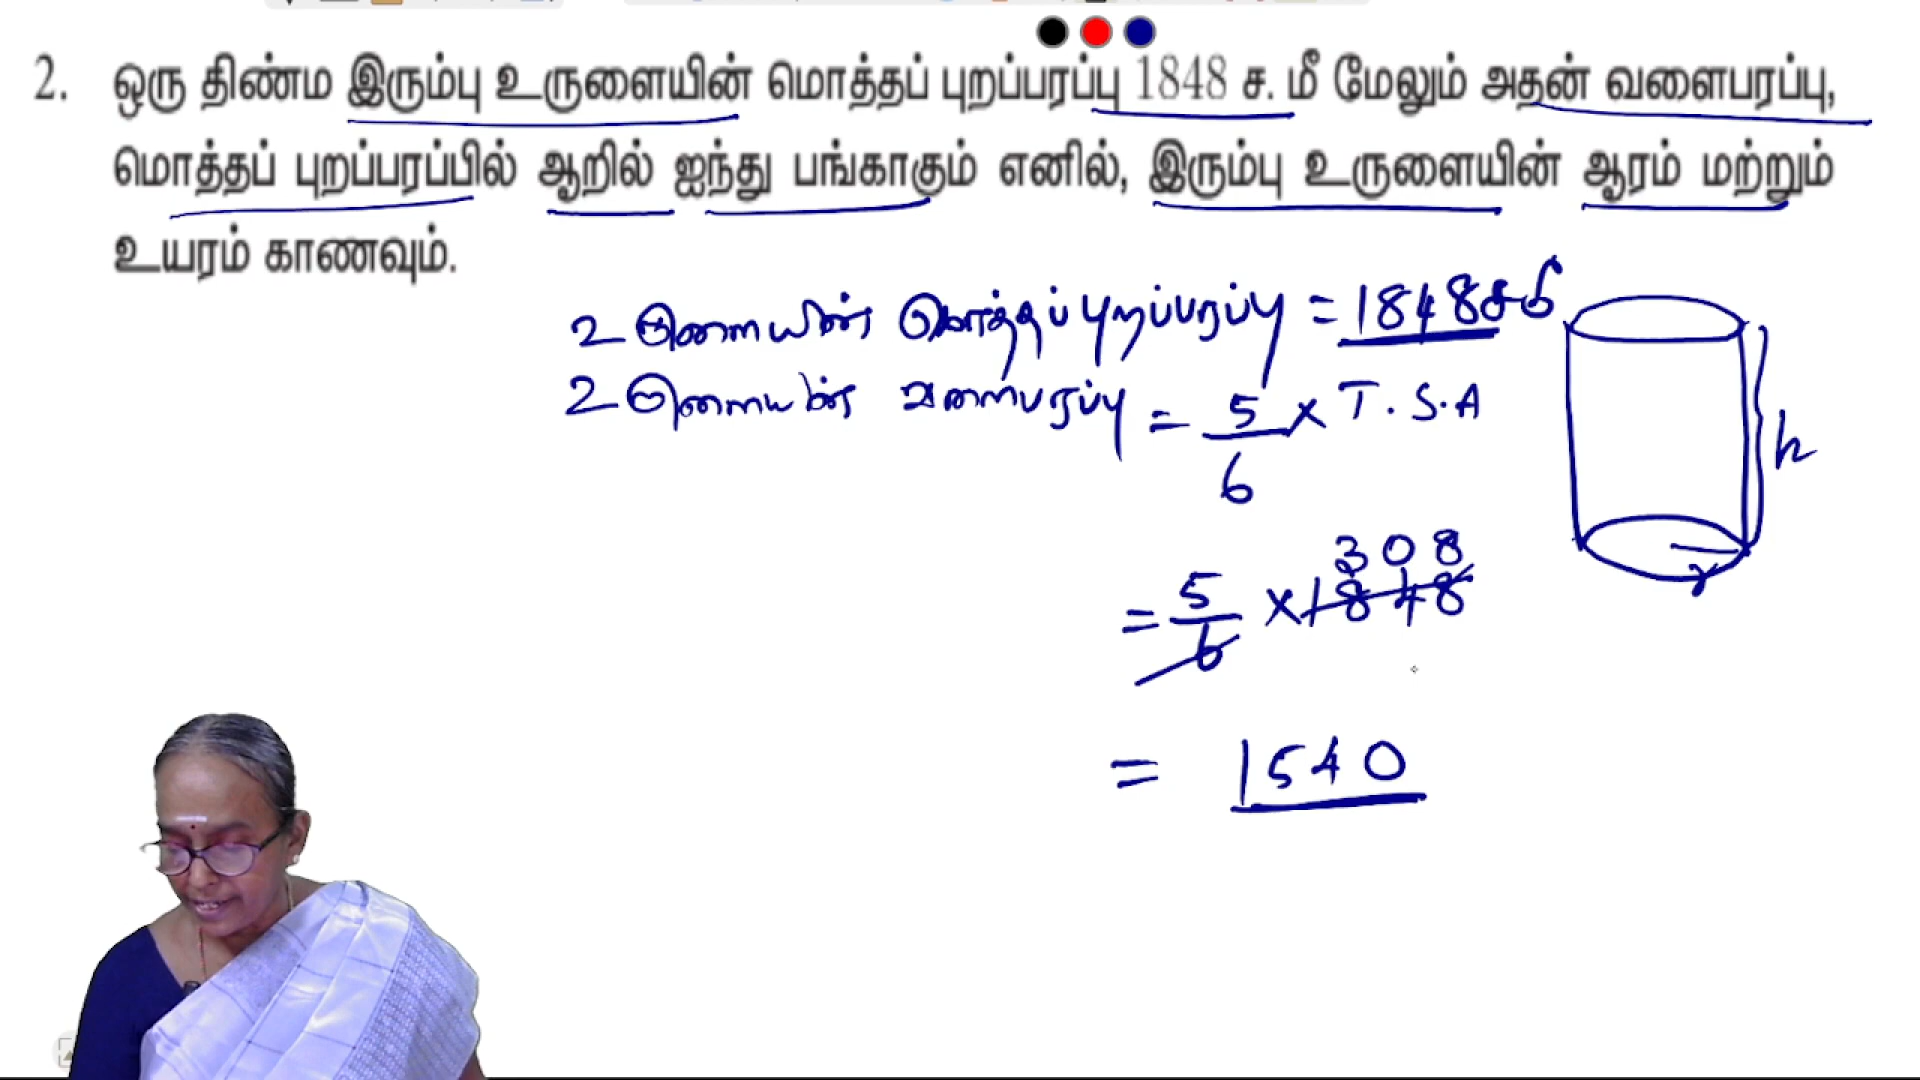 2. ஒரு திண்ம இரும்பு உருளையின் மொத்தப் புறப்பரப்பு 1848 ச. மீ மேலும் அதன் வளைபரப்பு,
மொத்தப் புறப்பரப்பில் ஆறில் ஐந்து பங்காகும் எனில், இரும்பு உருளையின் ஆரம் மற்றும்
உயரம் காணவும்.
உருளையின் மொத்தப்புறப்பரப்பு = 1848 சமீ
உருளையின் வளைபரப்பு = 5/6 × T.S.A
h
308
= 5/6 × 1848
r
= 1540